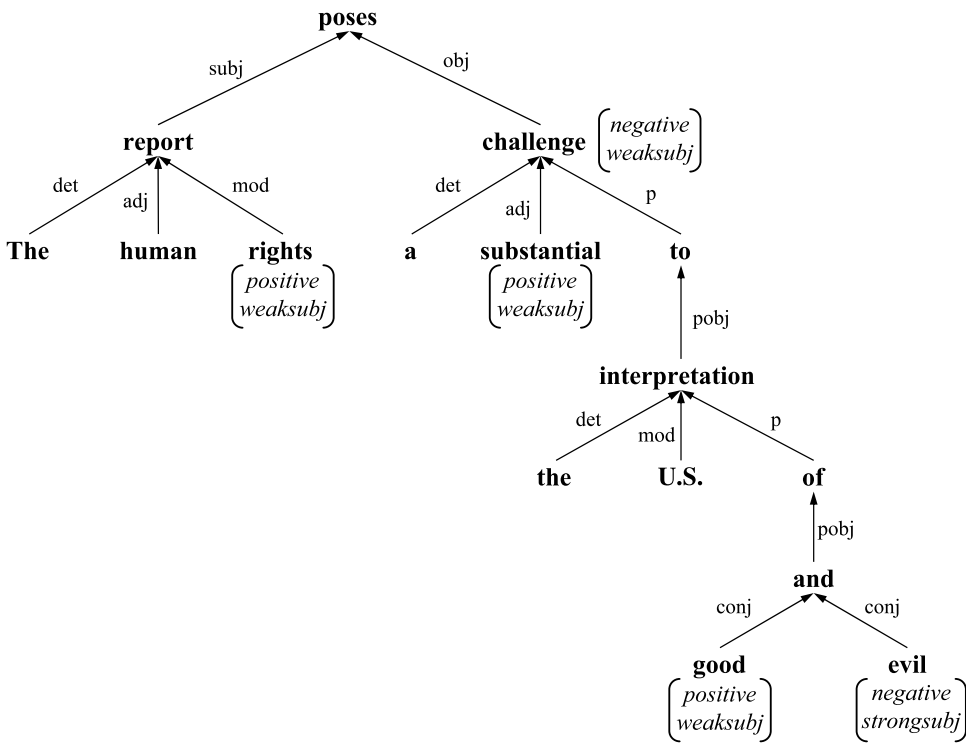 poses
subj
obj
report
challenge
negative
weaksubj
det
adj
mod
det
adj
p
The
human
rights
a
substantial
to
positive
weaksubj
positive
weaksubj
pobj
interpretation
det
mod
p
the
U.S.
of
pobj
and
conj
conj
good
evil
positive
weaksubj
negative
strongsubj